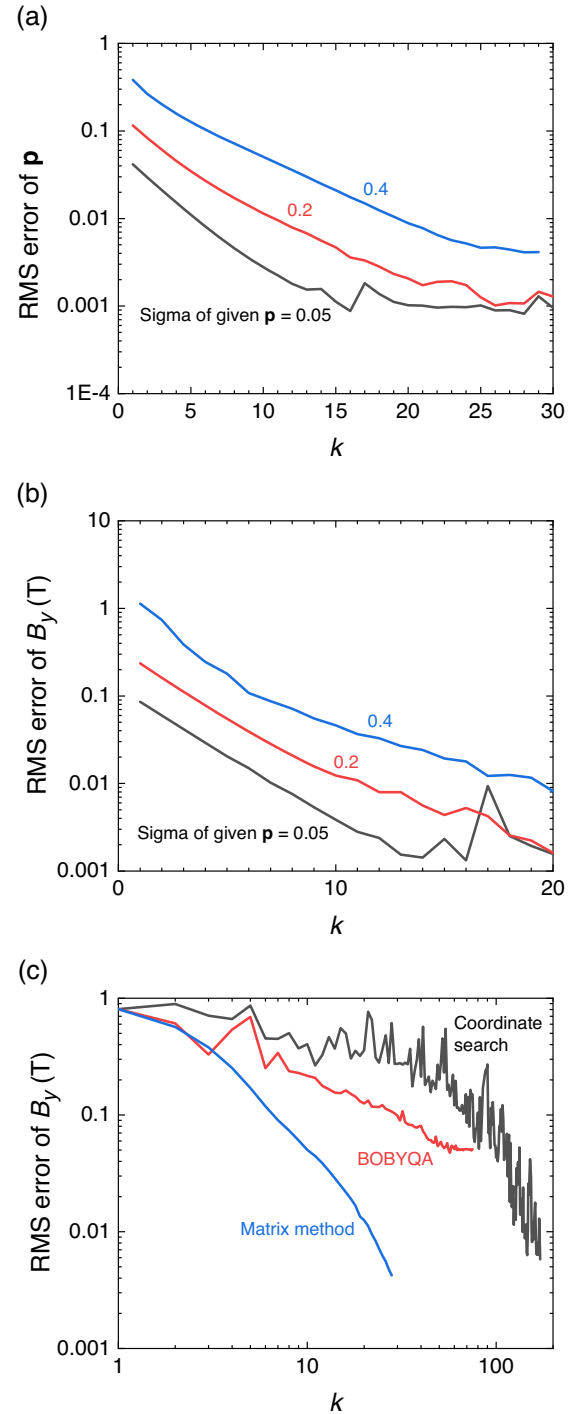 (a)
1
0.1
0.01
0.001
1E-4
RMS error of p
0.4
0.2
Sigma of given p = 0.05
0 5 10 15 20 25 30
k
(b)
10
1
0.1
0.01
0.001
RMS error of By (T)
0.4
0.2
Sigma of given p = 0.05
0 10 20
k
(c)
1
0.1
0.01
0.001
RMS error of By (T)
Coordinate
search
BOBYQA
Matrix method
1 10 100
k